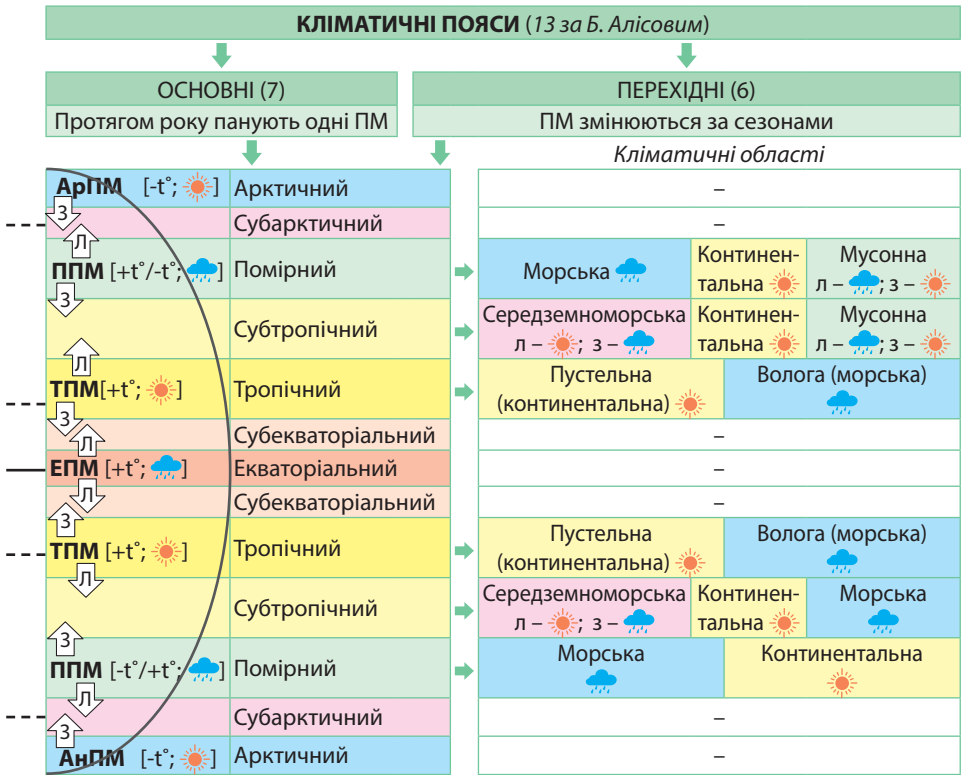 КЛІМАТИЧНІ ПОЯСИ (13 за Б. Алісовим)
ОСНОВНІ (7)
Протягом року панують одні ПМ
ПЕРЕХІДНІ (6)
ПМ змінюються за сезонами
Кліматичні області
АрПМ [-t˚; ] Арктичний –
З
Субарктичний –
Л
ППМ [+t˚/-t˚; ] Помірний
Морська
Континен-
тальна
Мусонна
л – ; з –
З
Субтропічний
Середземноморська
л – ; з –
Континен-
тальна
Мусонна
л – ; з –
Л
ТПМ [+t˚; ] Тропічний
Пустельна
(континентальна)
Волога (морська)
З
Субекваторіальний –
Л
ЕПМ [+t˚; ] Екваторіальний –
Л
Субекваторіальний –
З
ТПМ [+t˚; ] Тропічний
Пустельна
(континентальна)
Волога (морська)
Л
Субтропічний
Середземноморська
л – ; з –
Континен-
тальна
Морська
З
ППМ [-t˚/+t˚; ] Помірний
Морська
Континентальна
Л
Субарктичний –
З
АнПМ [-t˚; ] Арктичний –